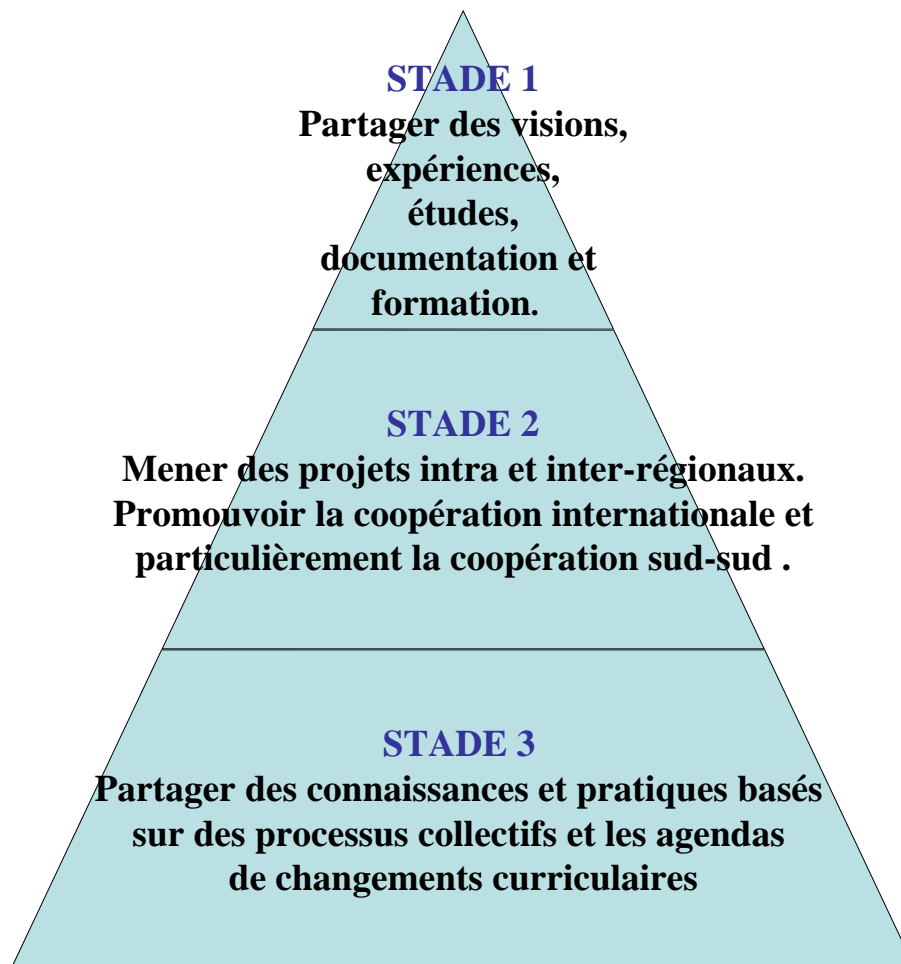 STADE 1
Partager des visions,
expériences,
études,
documentation et
formation.
STADE 2
Mener des projets intra et inter-régionaux.
Promouvoir la coopération internationale et
particulièrement la coopération sud-sud .
STADE 3
Partager des connaissances et pratiques basés
sur des processus collectifs et les agendas
de changements curriculaires